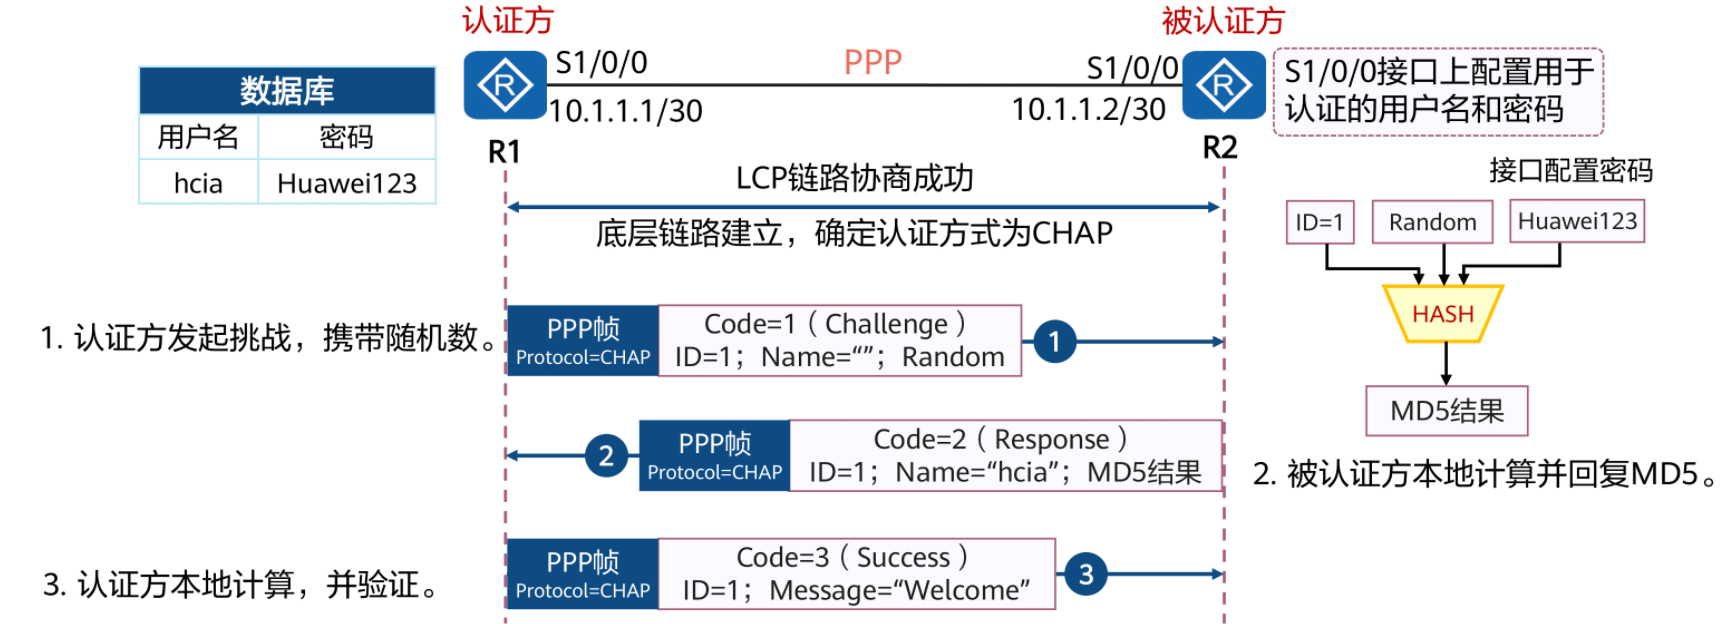 认证方
被认证方
S1/0/0
PPP
S1/0/0
10.1.1.1/30
10.1.1.2/30
R
R
R1
R2
S1/0/0接口上配置用于
认证的用户名和密码
数据库
用户名 密码
hcia Huawei123
LCP链路协商成功
底层链路建立，确定认证方式为CHAP
接口配置密码
ID=1 Random Huawei123
HASH
MD5结果
1. 认证方发起挑战，携带随机数。
PPP帧
Protocol=CHAP
Code=1（Challenge）
ID=1；Name=“”；Random
1
2
PPP帧
Protocol=CHAP
Code=2（Response）
ID=1；Name=“hcia”；MD5结果
2. 被认证方本地计算并回复MD5。
3. 认证方本地计算，并验证。
PPP帧
Protocol=CHAP
Code=3（Success）
ID=1；Message=“Welcome”
3